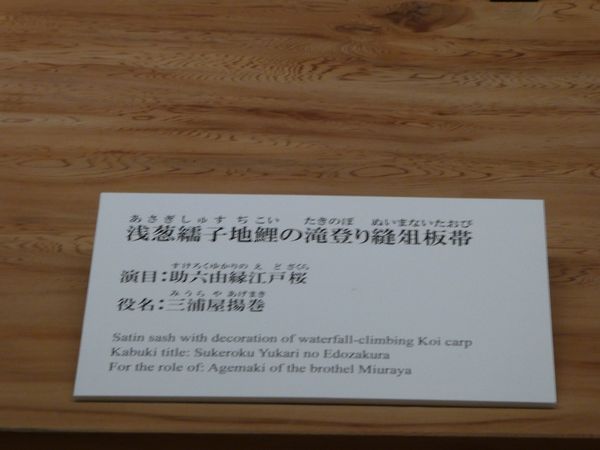 あさぎしゅすぢこい たきのぼ ぬいまないたおび
浅葱繻子地鯉の滝登り縫俎板帯
すけろくゆかりのえどざくら
演目：助六由縁江戸桜
みうらやあげまき
役名：三浦屋揚巻
Satin sash with decoration of waterfall-climbing Koi carp
Kabuki title: Sukeroku Yukari no Edozakura
For the role of: Agemaki of the brothel Miuraya